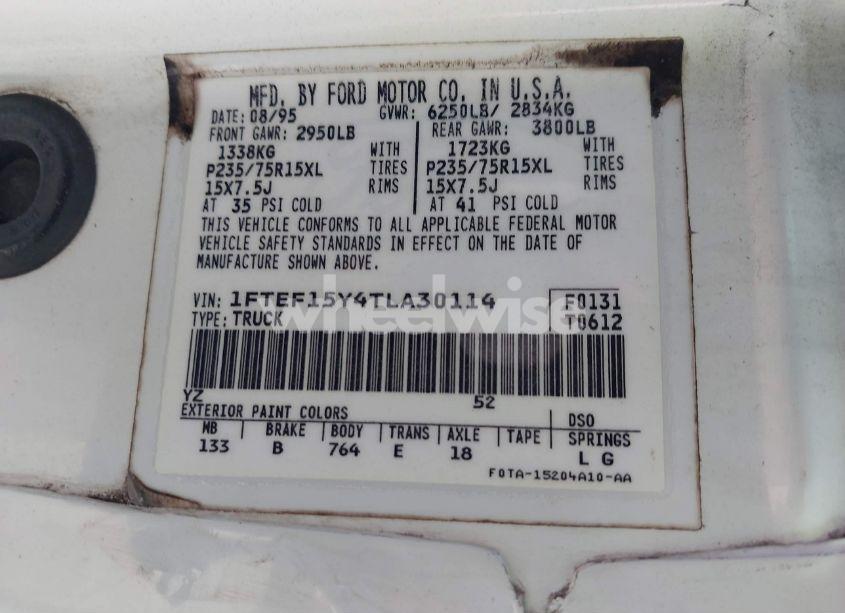 MFD. BY FORD MOTOR CO. IN U.S.A.
DATE: 08/95 GVWR: 6250LB/ 2834KG
FRONT GAWR: 2950LB REAR GAWR: 3800LB
1338KG WITH 1723KG WITH
P235/75R15XL TIRES P235/75R15XL TIRES
15X7.5J RIMS 15X7.5J RIMS
AT 35 PSI COLD AT 41 PSI COLD
THIS VEHICLE CONFORMS TO ALL APPLICABLE FEDERAL MOTOR
VEHICLE SAFETY STANDARDS IN EFFECT ON THE DATE OF
MANUFACTURE SHOWN ABOVE.
VIN: 1FTEF15Y4TLA30114 F0131
TYPE: TRUCK T0612
wheelwise
YZ 52
EXTERIOR PAINT COLORS DSO
MB BRAKE BODY TRANS AXLE TAPE SPRINGS
133 B 764 E 18 L G
F0TA-15204A10-AA